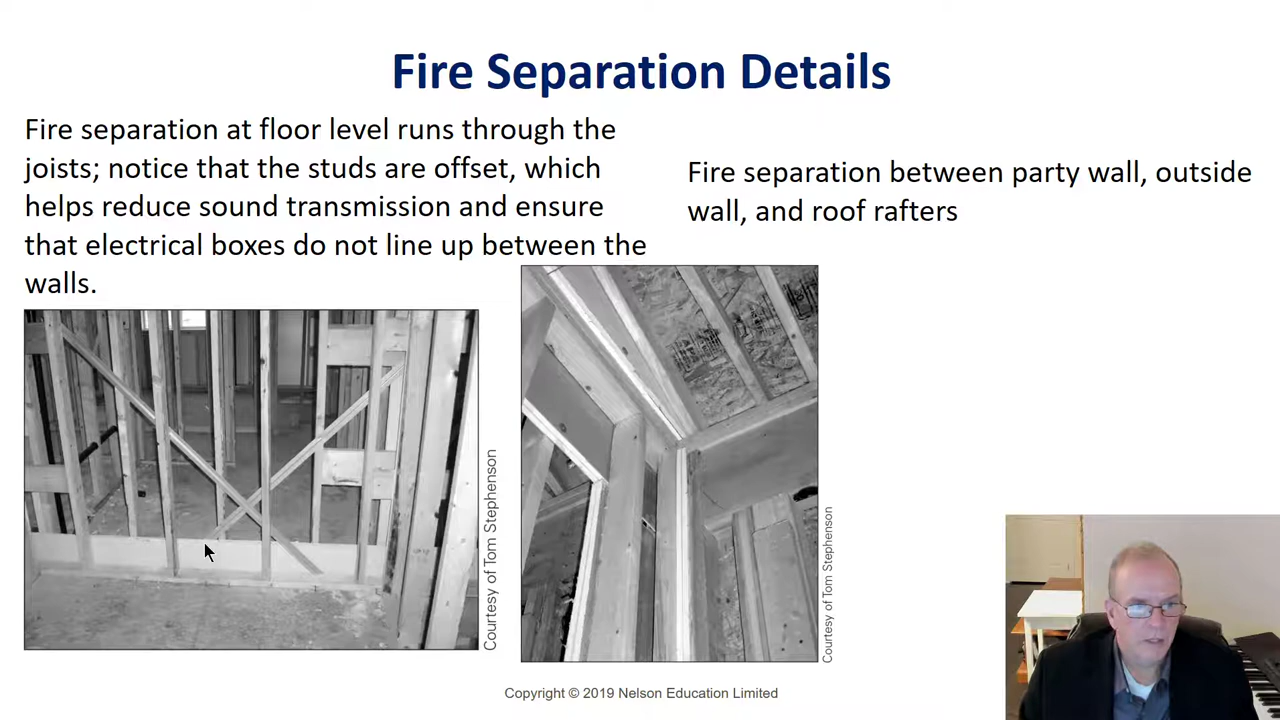 Fire Separation Details
Fire separation at floor level runs through the
joists; notice that the studs are offset, which
helps reduce sound transmission and ensure
that electrical boxes do not line up between the
walls.
Fire separation between party wall, outside
wall, and roof rafters
Courtesy of Tom Stephenson
Courtesy of Tom Stephenson
Copyright © 2019 Nelson Education Limited